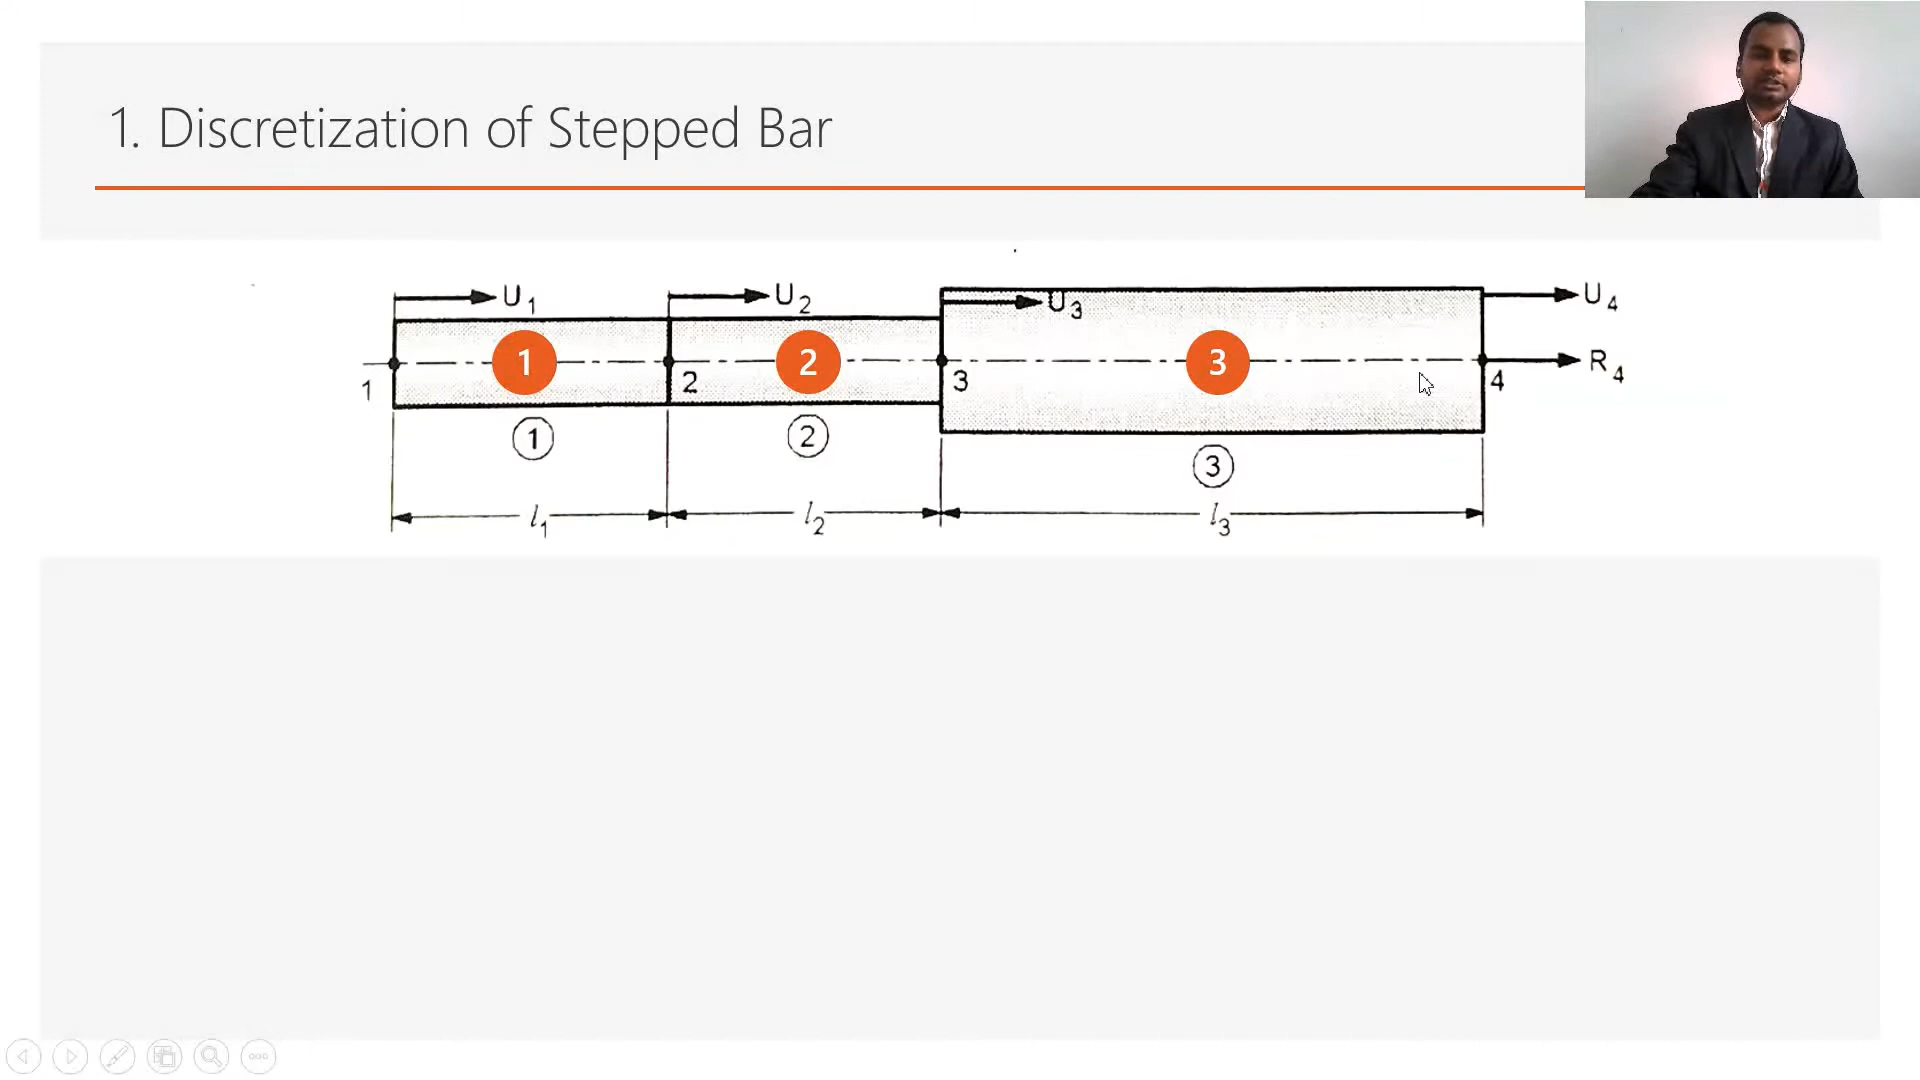 1. Discretization of Stepped Bar
U1 U2 U3 U4
1 1 2 2 3 3 4 R4
1 2 3
l1 l2 l3